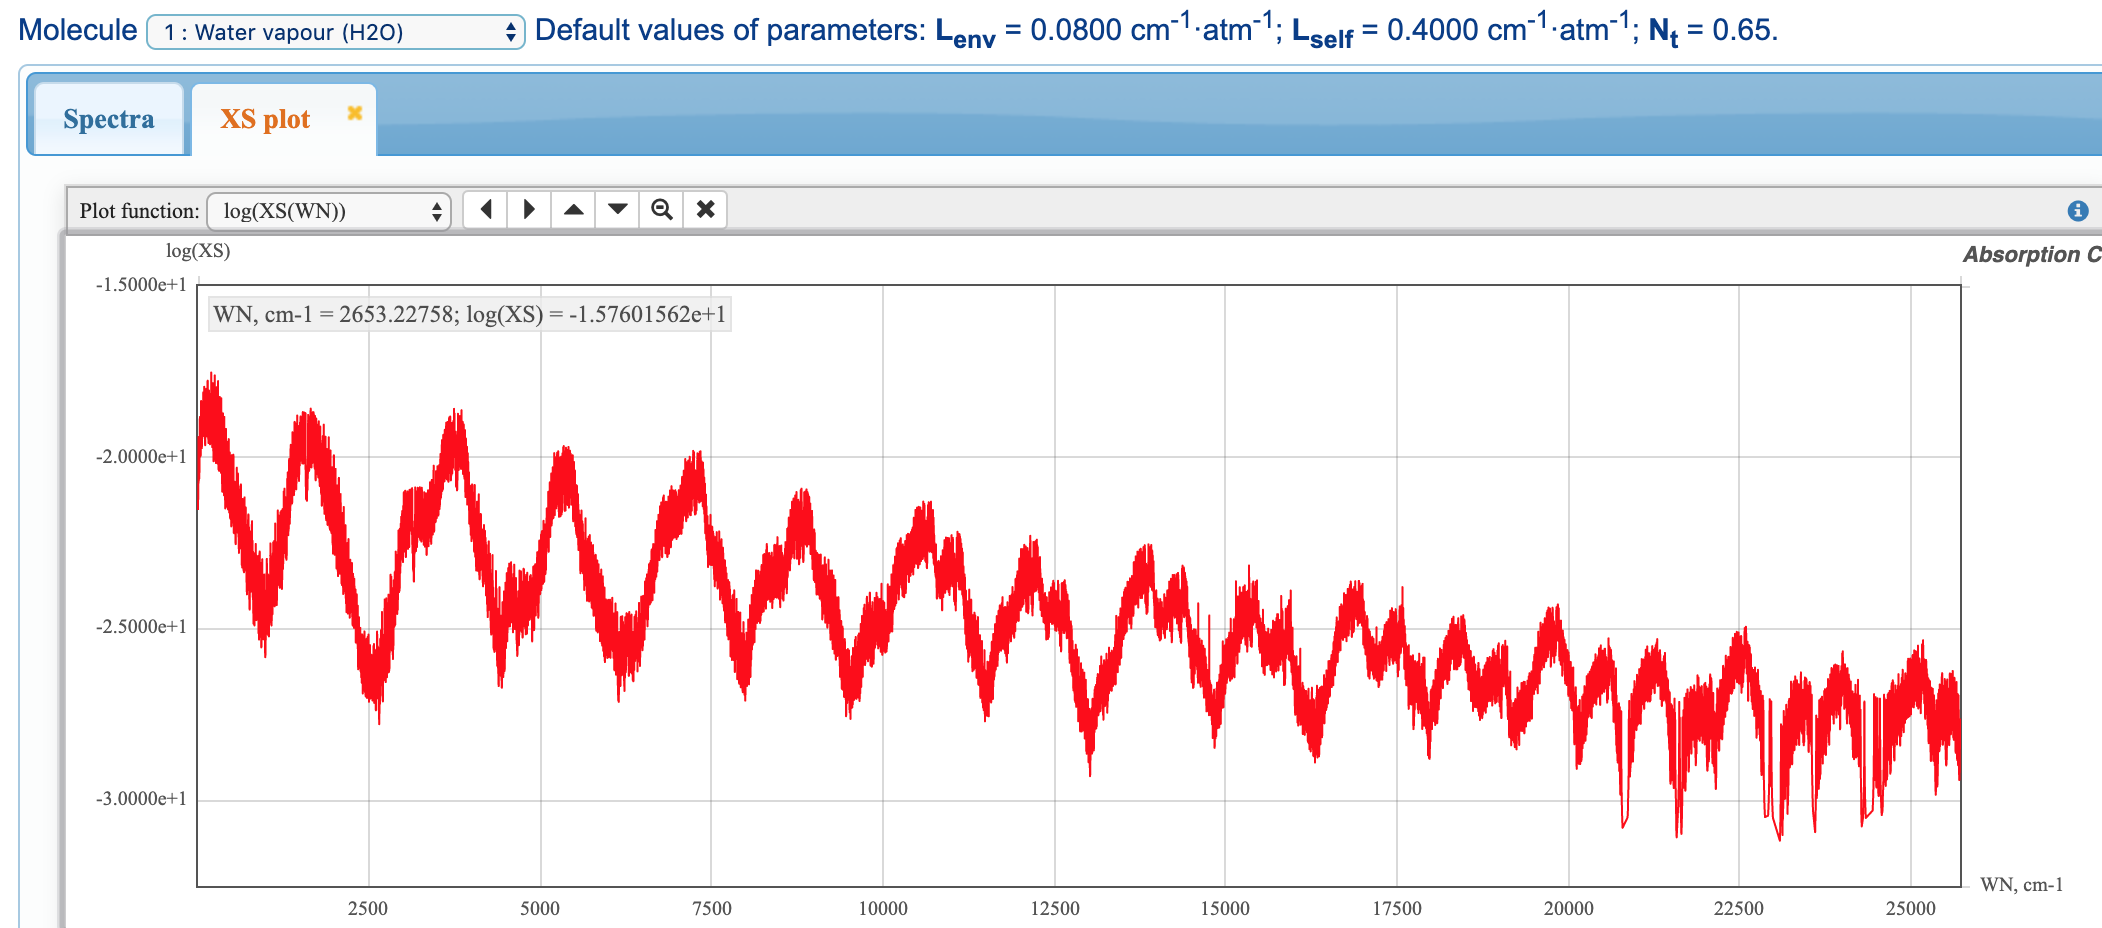 Molecule 1 : Water vapour (H2O) Default values of parameters: Lenv = 0.0800 cm-1·atm-1; Lself = 0.4000 cm-1·atm-1; Nt = 0.65.
Spectra XS plot
Plot function: log(XS(WN))
log(XS)
Absorption C
-1.5000e+1
WN, cm-1 = 2653.22758; log(XS) = -1.57601562e+1
-2.0000e+1
-2.5000e+1
-3.0000e+1
WN, cm-1
2500 5000 7500 10000 12500 15000 17500 20000 22500 25000